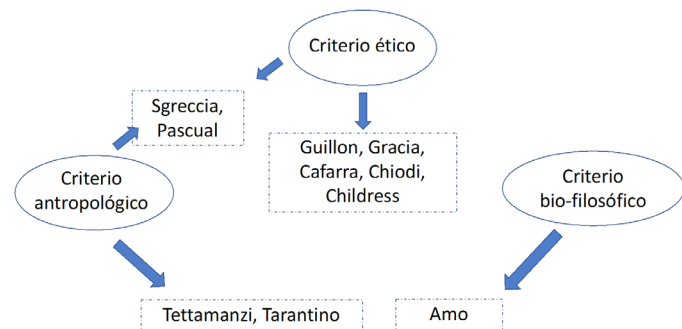 Criterio ético
Sgreccia,
Pascual
Guillon, Gracia,
Cafarra, Chiodi,
Childress
Criterio
antropológico
Criterio
bio-filosófico
Tettamanzi, Tarantino
Amo